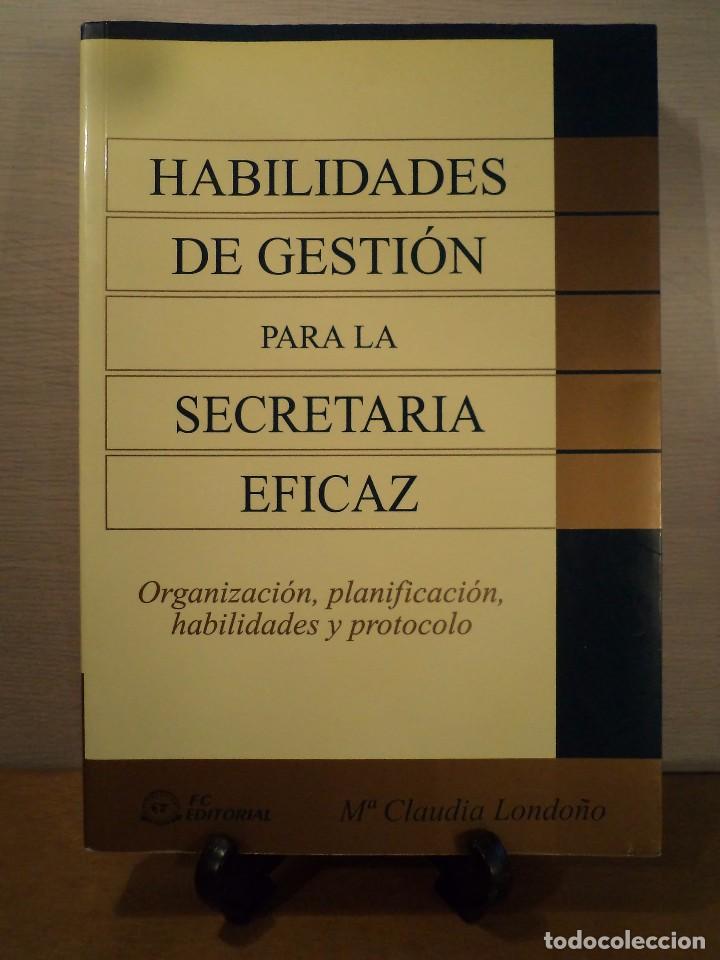 HABILIDADES
DE GESTIÓN
PARA LA
SECRETARIA
EFICAZ
Organización, planificación,
habilidades y protocolo
FC
EDITORIAL
Mª Claudia Londoño
todocoleccion